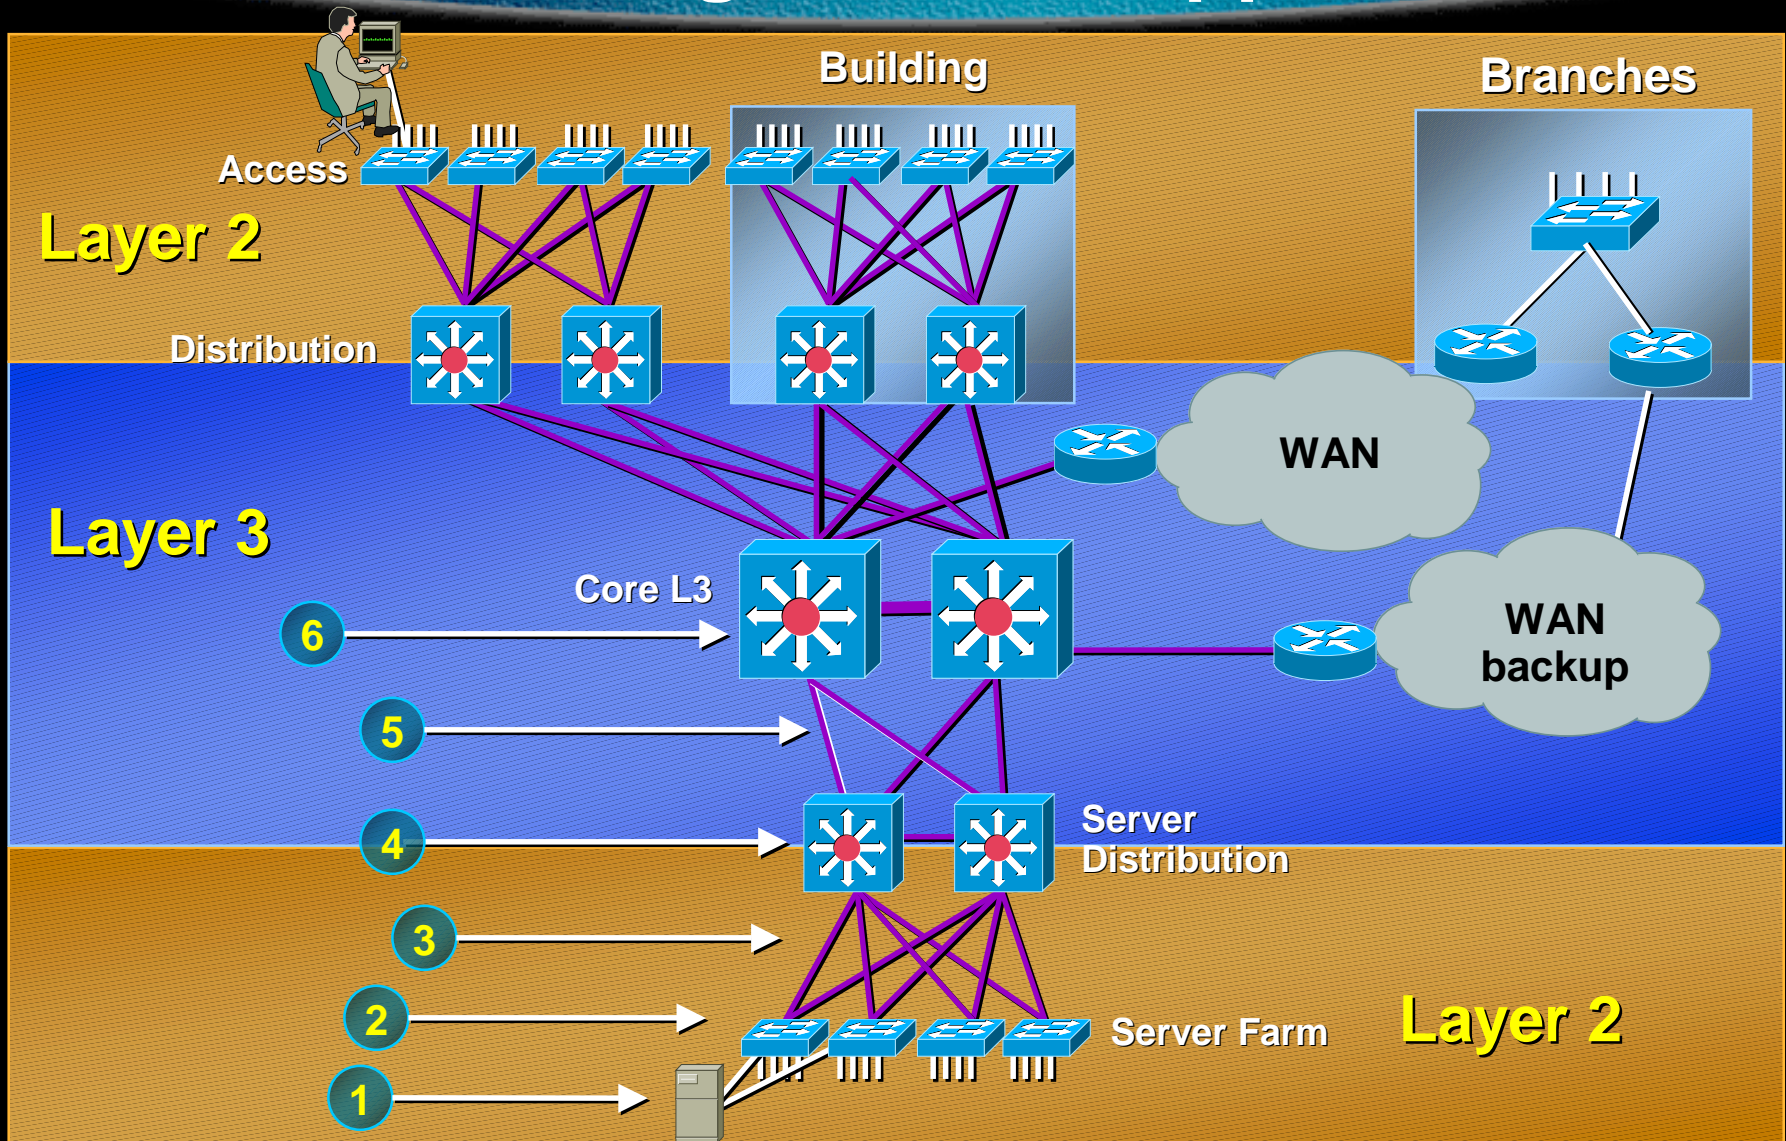 Building
Branches
Access
Layer 2
Distribution
WAN
Layer 3
Core L3
6
WAN
backup
5
Server
Distribution
4
3
2
Server Farm
Layer 2
1